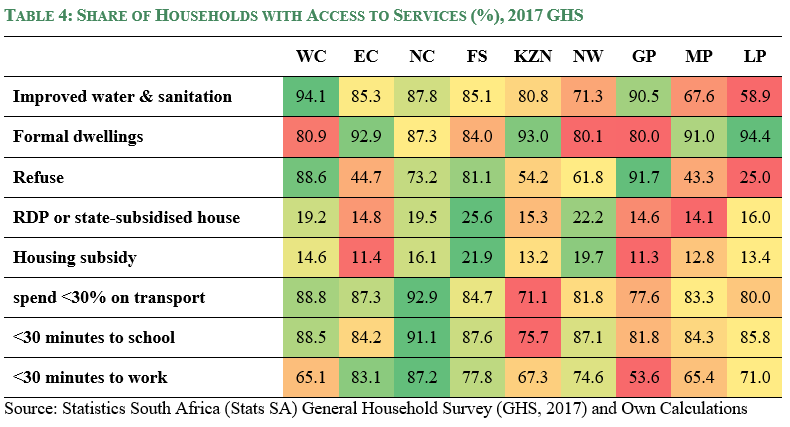 TABLE 4: SHARE OF HOUSEHOLDS WITH ACCESS TO SERVICES (%), 2017 GHS
WC EC NC FS KZN NW GP MP LP
Improved water & sanitation 94.1 85.3 87.8 85.1 80.8 71.3 90.5 67.6 58.9
Formal dwellings 80.9 92.9 87.3 84.0 93.0 80.1 80.0 91.0 94.4
Refuse 88.6 44.7 73.2 81.1 54.2 61.8 91.7 43.3 25.0
RDP or state-subsidised house 19.2 14.8 19.5 25.6 15.3 22.2 14.6 14.1 16.0
Housing subsidy 14.6 11.4 16.1 21.9 13.2 19.7 11.3 12.8 13.4
spend <30% on transport 88.8 87.3 92.9 84.7 71.1 81.8 77.6 83.3 80.0
<30 minutes to school 88.5 84.2 91.1 87.6 75.7 87.1 81.8 84.3 85.8
<30 minutes to work 65.1 83.1 87.2 77.8 67.3 74.6 53.6 65.4 71.0
Source: Statistics South Africa (Stats SA) General Household Survey (GHS, 2017) and Own Calculations